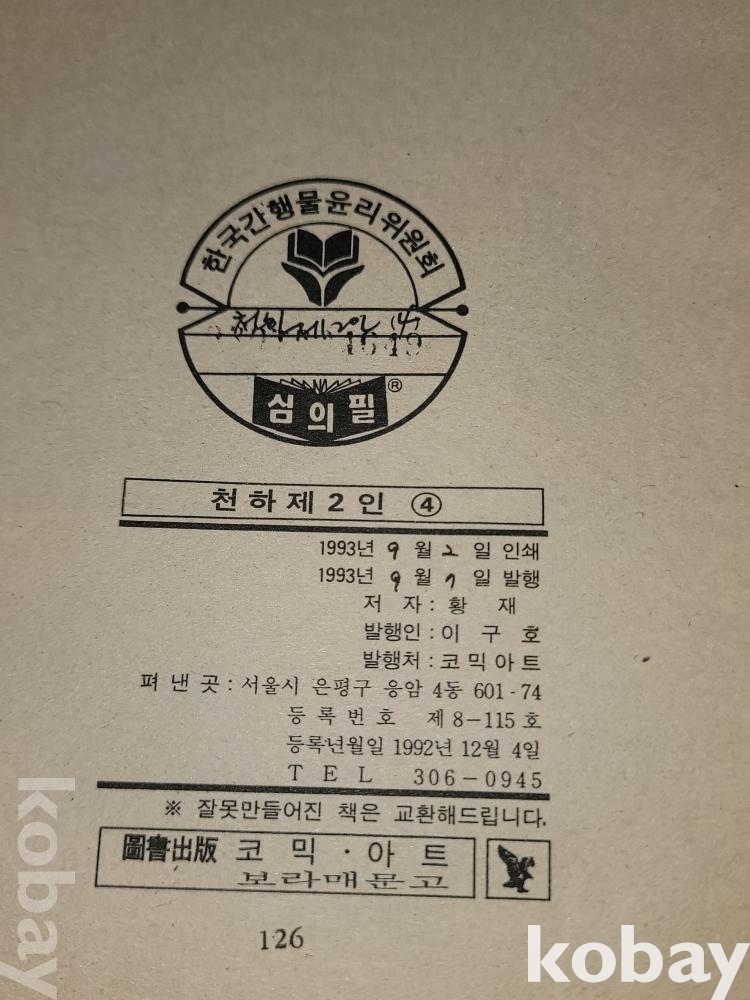 한국간행물윤리위원회
천하제2인 4
심의필 ®
천하제2인 ④
1993년 9월 2일 인쇄
1993년 9월 7일 발행
저 자 : 황 재
발행인 : 이 구 호
발행처 : 코믹아트
펴 낸 곳 : 서울시 은평구 응암 4동 601-74
등 록 번 호 제 8-115 호
등록년월일 1992년 12월 4일
T E L 306-0945
※ 잘못만들어진 책은 교환해드립니다.
圖書出版 코 믹 · 아 트
보라매문고
126
kobay
kobay